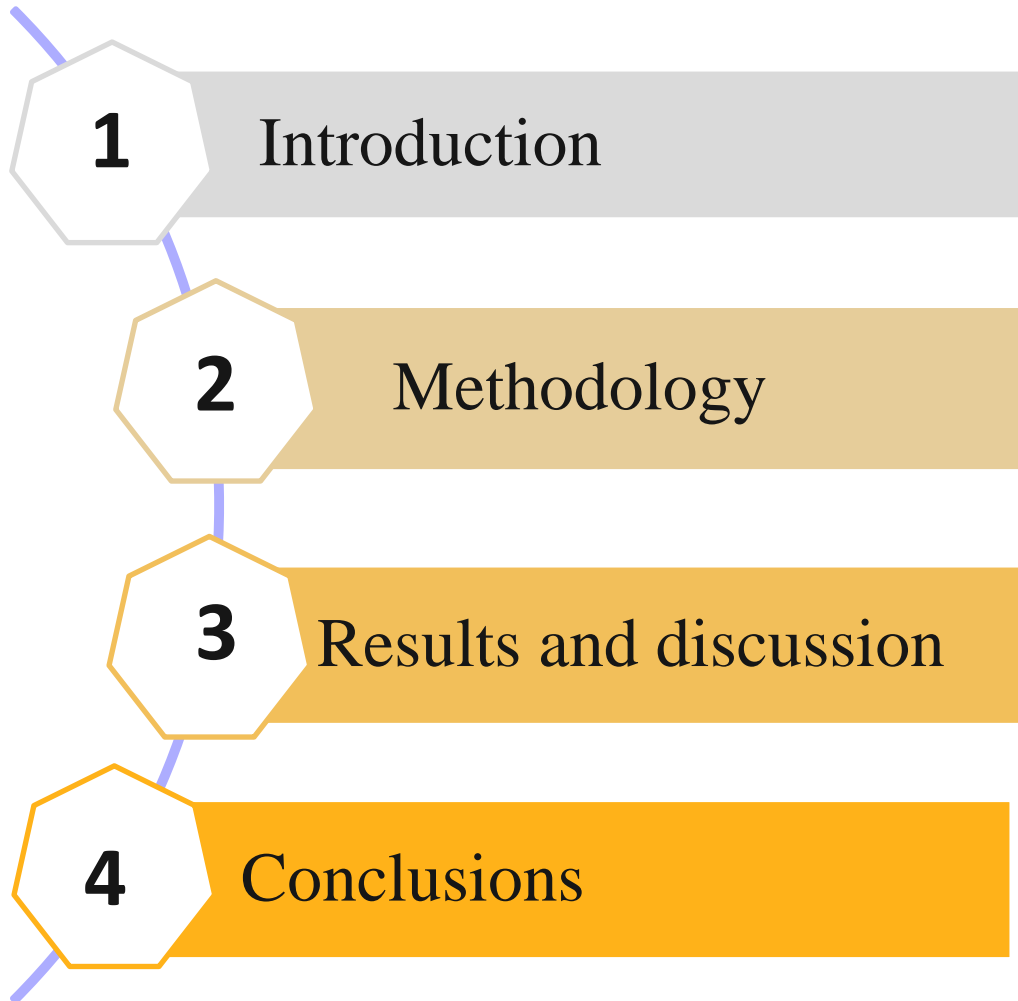 1 Introduction
2 Methodology
3 Results and discussion
4 Conclusions